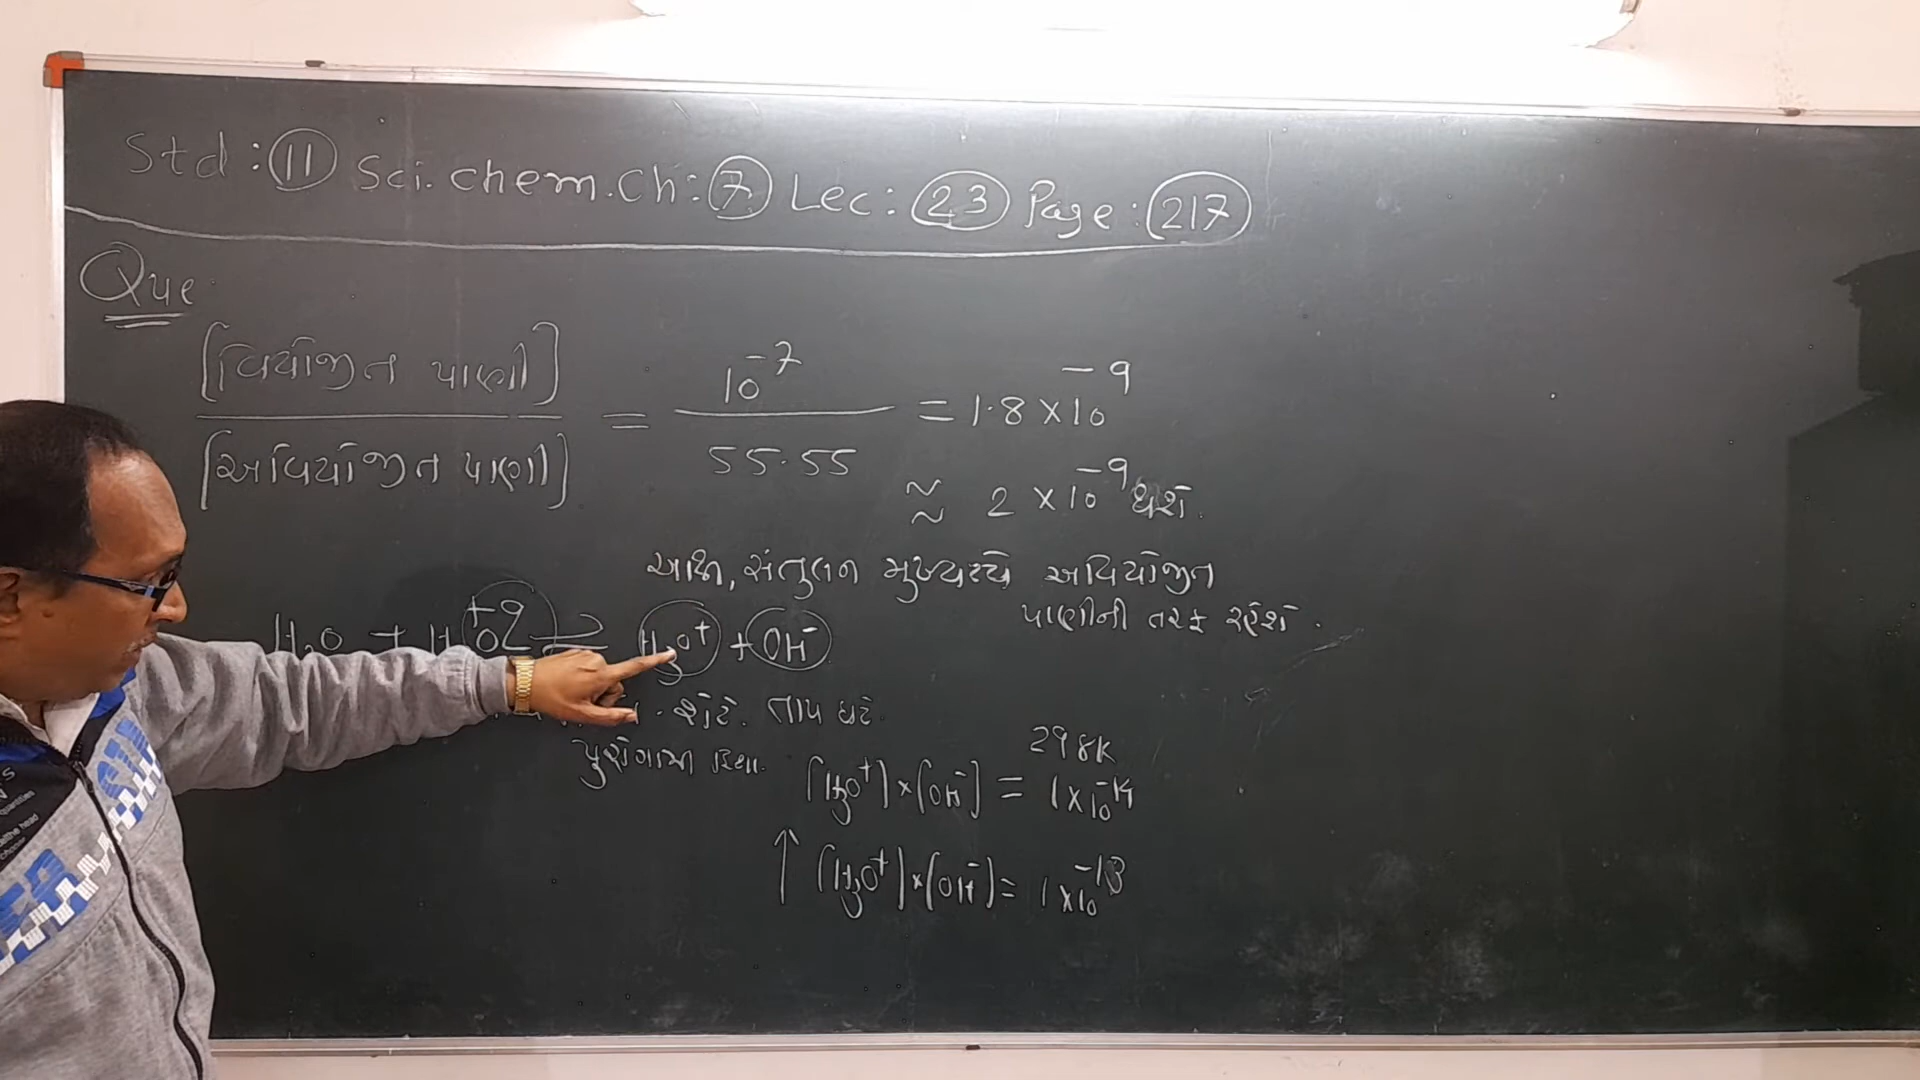 Std : 11 Sci. chem. Ch : 7 Lec : 23 Page : 217
Que
[વિયોજીત પાણી] / [અવિયોજીત પાણી] = 10⁻⁷ / 55.55 = 1.8 × 10⁻⁹
≈ 2 × 10⁻⁹ થશે.
આમ, સંતુલન મુખ્યત્વે અવિયોજીત
પાણીની તરફ રહેશે.
H₂O + H ⇌ H₃O⁺ + OH⁻
તાપ ઘટે.
પુરોગામી દિશા.
298K
[H₃O⁺] × [OH⁻] = 1 × 10⁻¹⁴
↑ [H₃O⁺] × [OH⁻] = 1 × 10⁻¹³